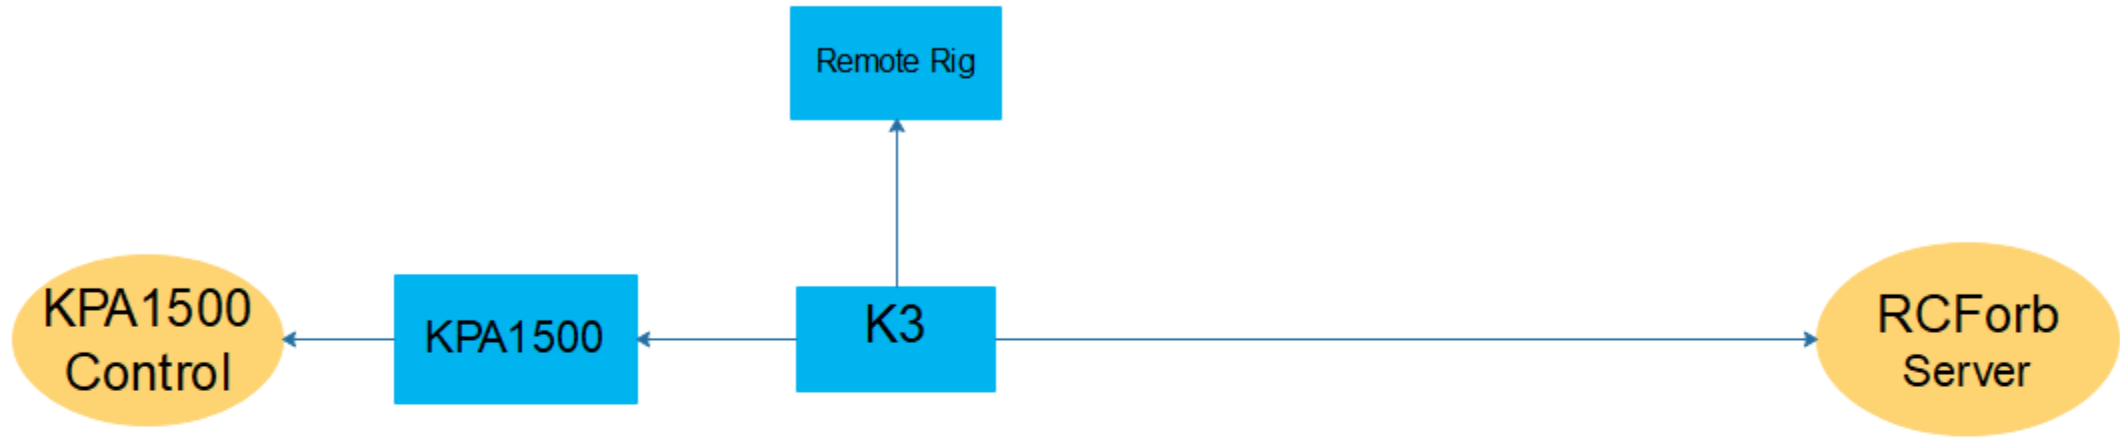 Remote Rig
KPA1500
Control
KPA1500
K3
RCForb
Server